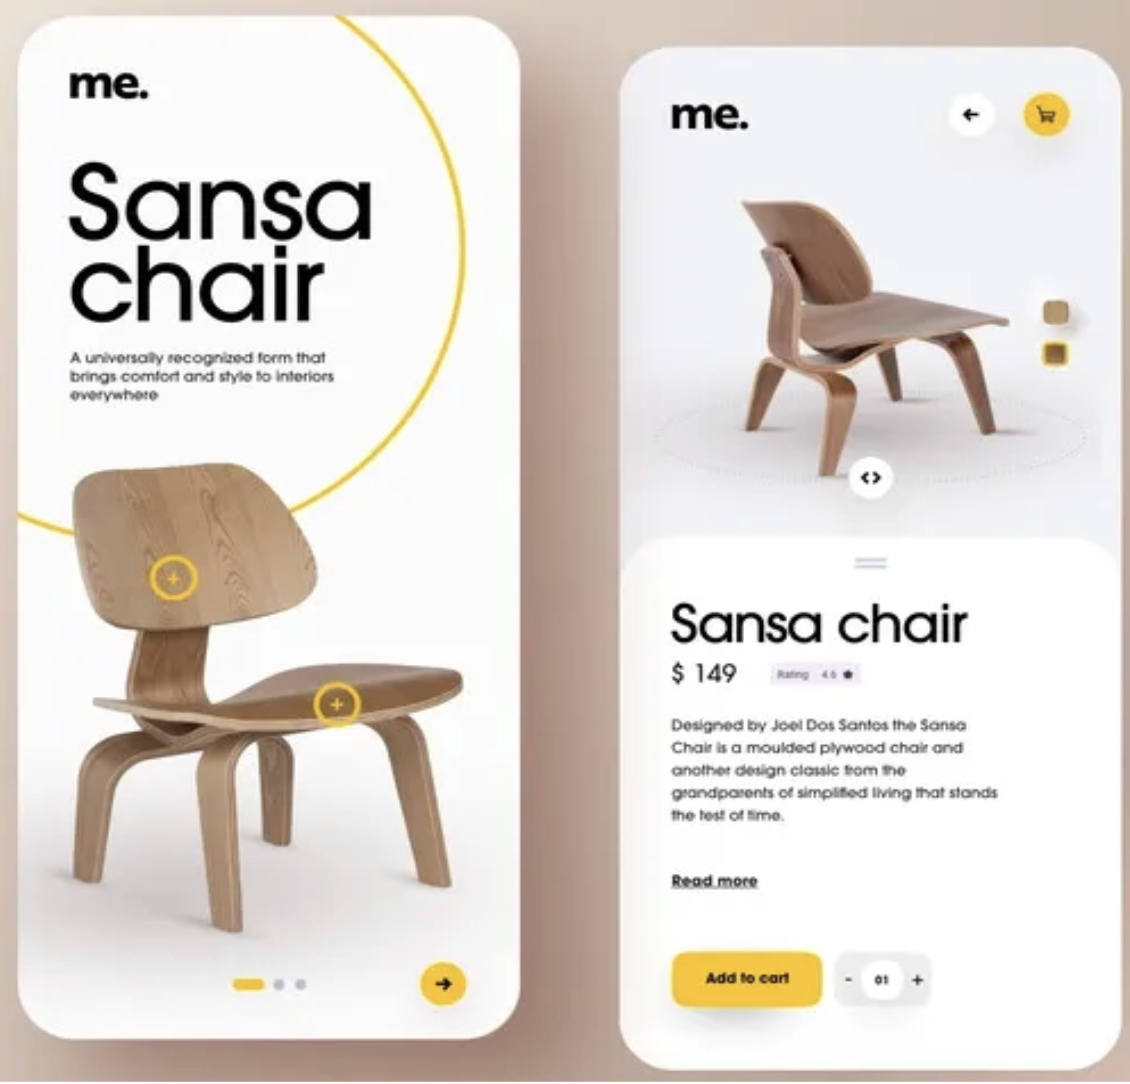 me.
Sansa
chair
A universally recognized form that
brings comfort and style to interiors
everywhere
me.
Sansa chair
$ 149
Rating 4.6
Designed by Joel Dos Santos the Sansa
Chair is a moulded plywood chair and
another design classic from the
grandparents of simplified living that stands
the test of time.
Read more
Add to cart
- 01 +